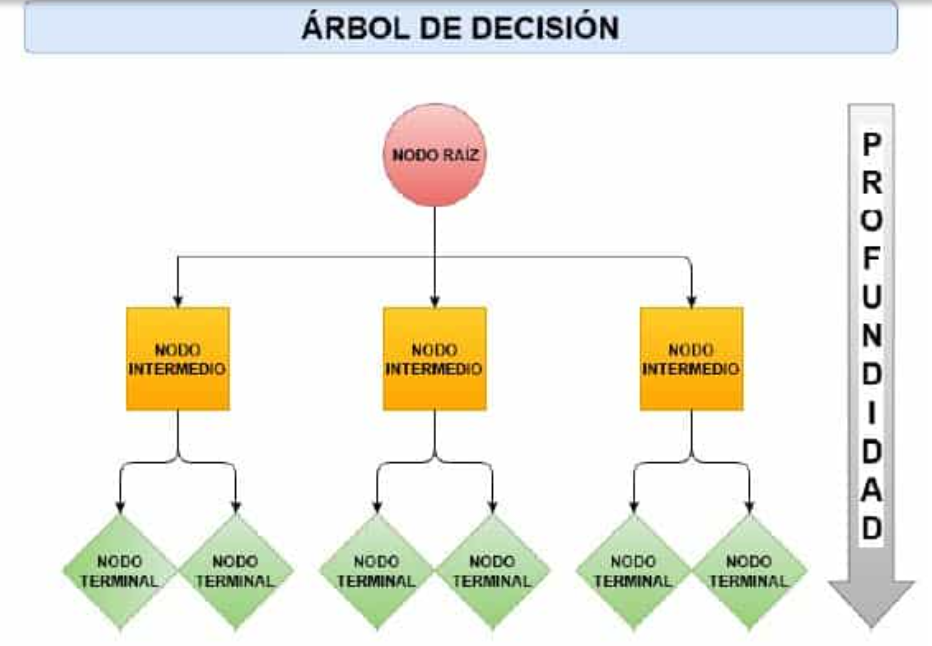 ÁRBOL DE DECISIÓN
NODO RAÍZ
P
R
O
F
U
N
D
I
D
A
D
NODO
INTERMEDIO
NODO
INTERMEDIO
NODO
INTERMEDIO
NODO
TERMINAL
NODO
TERMINAL
NODO
TERMINAL
NODO
TERMINAL
NODO
TERMINAL
NODO
TERMINAL